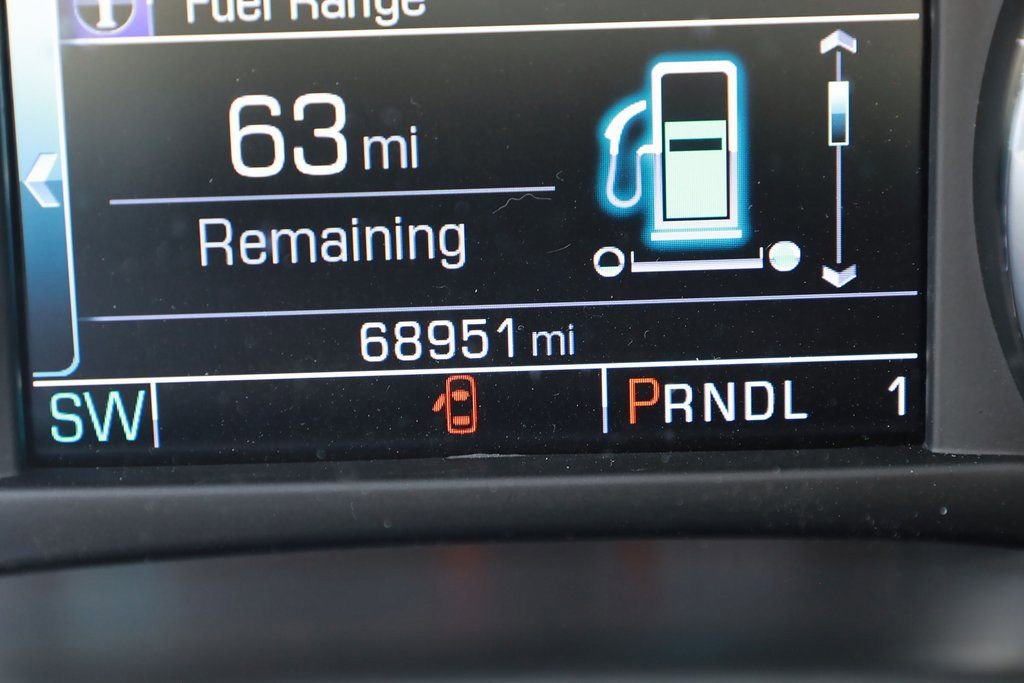 Fuel Range
63 mi
Remaining
68951 mi
SW
PRNDL 1